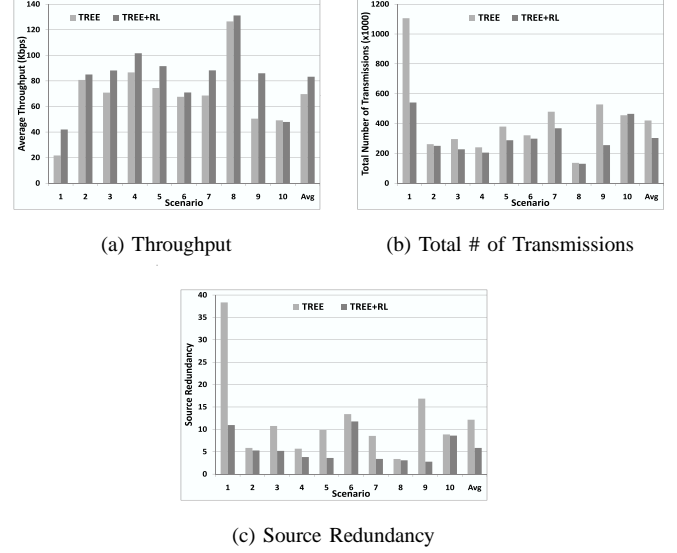 140
120
100
80
60
40
20
0
Average Throughput (Kbps)
TREE TREE+RL
1 2 3 4 5 6 7 8 9 10 Avg
Scenario
(a) Throughput
1200
1000
800
600
400
200
0
Total Number of Transmissions (x1000)
TREE TREE+RL
1 2 3 4 5 6 7 8 9 10 Avg
Scenario
(b) Total # of Transmissions
40
35
30
25
20
15
10
5
0
Source Redundancy
TREE TREE+RL
1 2 3 4 5 6 7 8 9 10 Avg
Scenario
(c) Source Redundancy